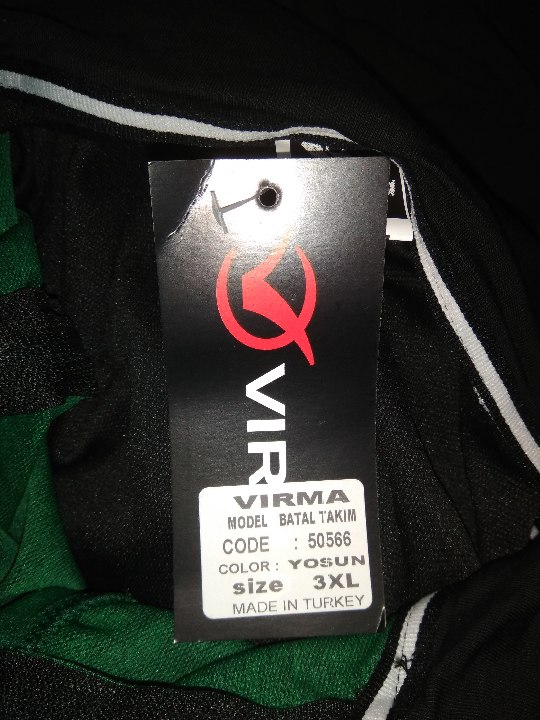 VIR
VIRMA
MODEL BATAL TAKIM
CODE : 50566
COLOR : YOSUN
size 3XL
MADE IN TURKEY